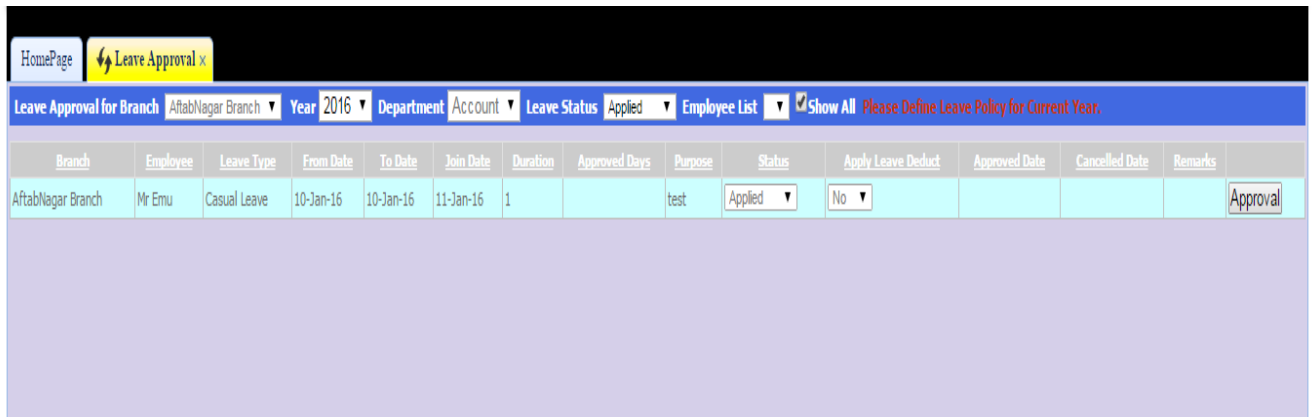 HomePage Leave Approval ×
Leave Approval for Branch AftabNagar Branch Year 2016 Department Account Leave Status Applied Employee List Show All Please Define Leave Policy for Current Year.
Branch Employee Leave Type From Date To Date Join Date Duration Approved Days Purpose Status Apply Leave Deduct Approved Date Cancelled Date Remarks
AftabNagar Branch Mr Emu Casual Leave 10-Jan-16 10-Jan-16 11-Jan-16 1 test Applied No Approval